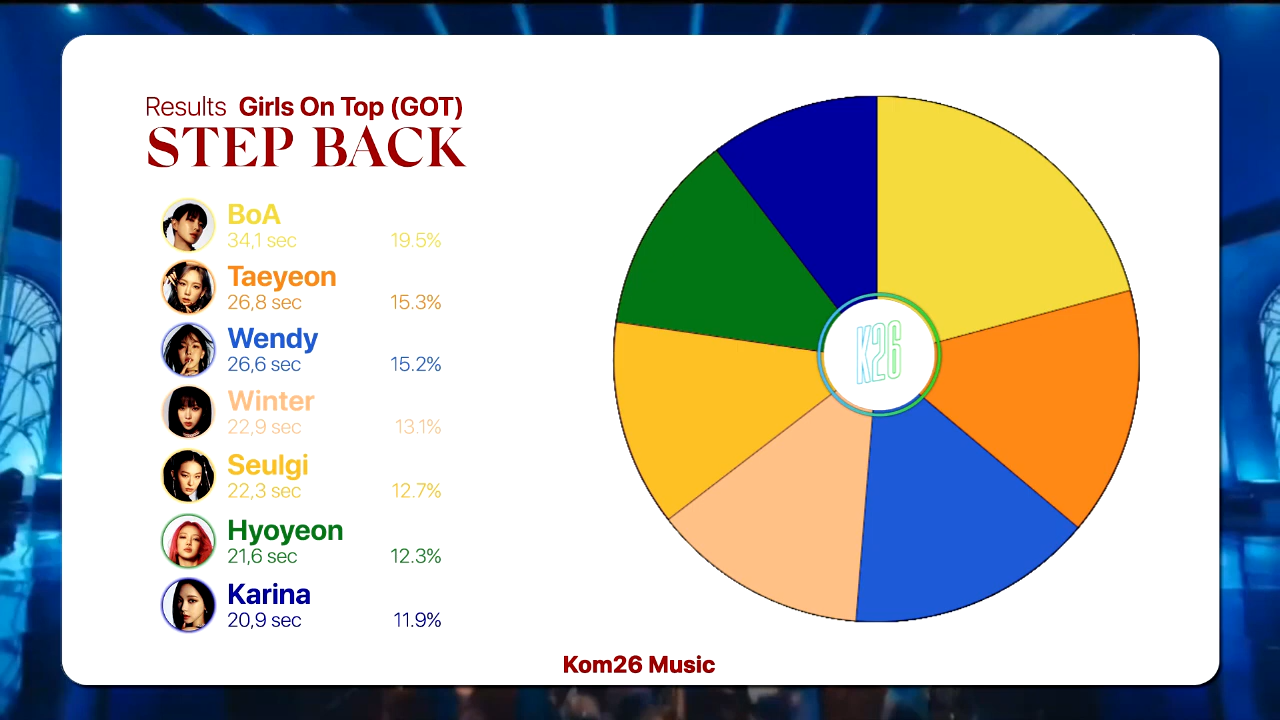 Results Girls On Top (GOT)
STEP BACK
BoA
34,1 sec 19.5%
Taeyeon
26,8 sec 15.3%
Wendy
26,6 sec 15.2%
Winter
22,9 sec 13.1%
Seulgi
22,3 sec 12.7%
Hyoyeon
21,6 sec 12.3%
Karina
20,9 sec 11.9%
K26
Kom26 Music